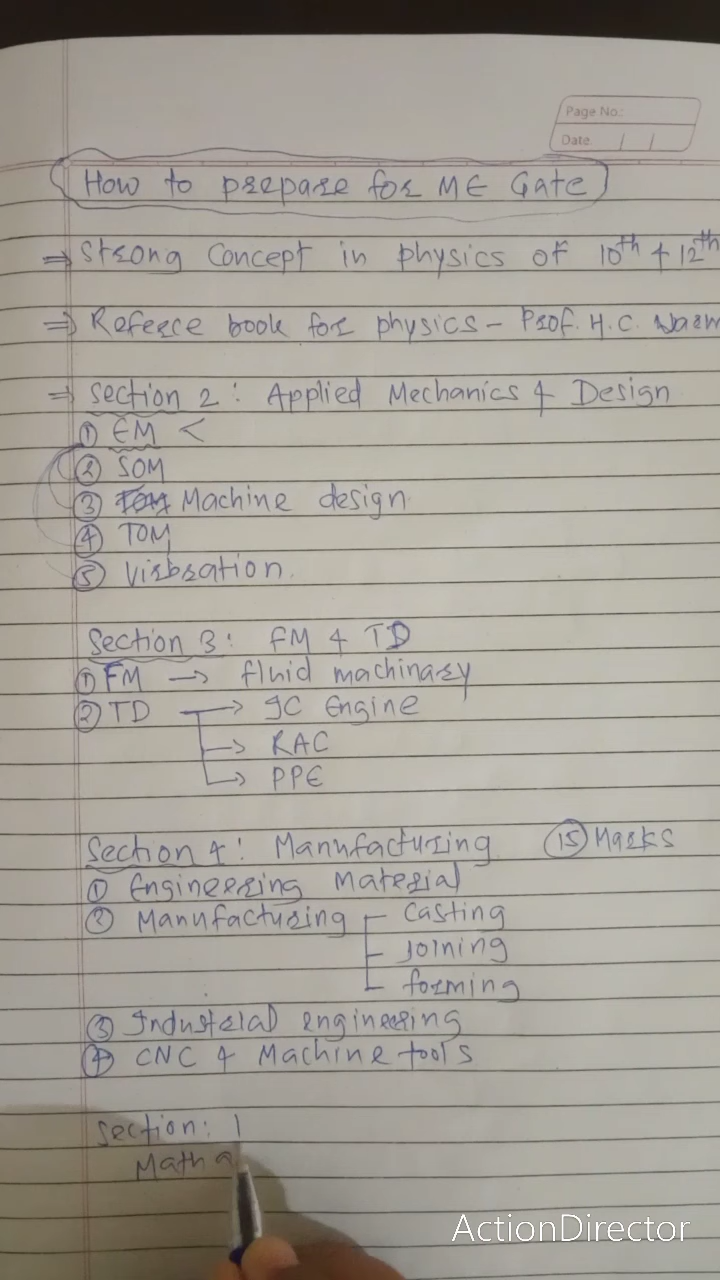 Page No.:
Date. / /
How to prepare for ME Gate
⇒ Strong Concept in physics of 10th & 12th
⇒ Referce book for physics - Prof. H.C.
⇒ Section 2: Applied Mechanics & Design
① EM <
② SOM
③ TOM Machine design
④ TOM
⑤ Virbration.
Section 3: FM & TD
① FM → fluid machinary
② TD → IC Engine
→ RAC
→ PPE
Section 4: Manufacturing ⑮ Marks
① Engineering Material
② Manufacturing - Casting
- Joining
- forming
③ Industrial engineering
④ CNC & Machine tools
Section: 1
Math
ActionDirector